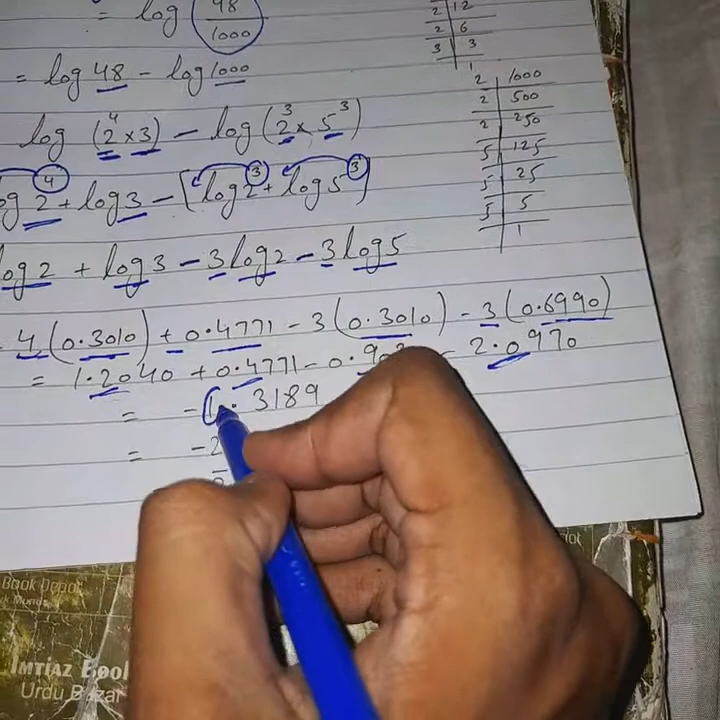 = log 48/1000
= log 48 - log 1000
log (2⁴ × 3) - log (2³ × 5³)
log 2⁴ + log 3 - [log 2³ + log 5³]
log 2 + log 3 - 3 log 2 - 3 log 5
4 (0.3010) + 0.4771 - 3 (0.3010) - 3 (0.6990)
= 1.2040 + 0.4771 - 0.90 - 2.0970
= - 1.3189
= - 2
2 | 12
2 | 6
3 | 3
1
2 | 1000
2 | 500
2 | 250
5 | 125
5 | 25
5 | 5
1
Book Depot
IMTIAZ Book
Urdu Bazar